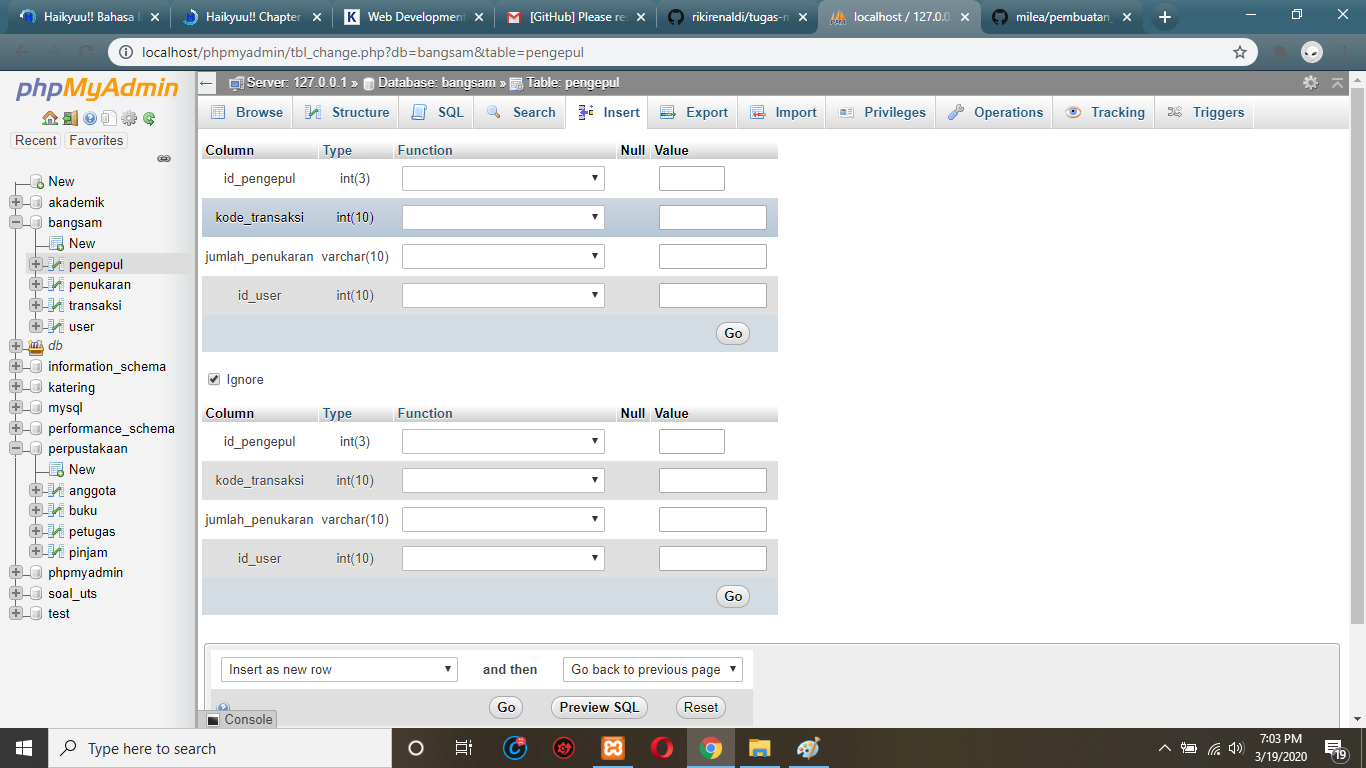 Haikyuu!! Bahasa
Haikyuu!! Chapter
Web Development
[GitHub] Please re
rikirenaldi/tugas-
localhost / 127.0.0
milea/pembuatan_
localhost/phpmyadmin/tbl_change.php?db=bangsam&table=pengepul
phpMyAdmin
Recent
Favorites
New
akademik
bangsam
New
pengepul
penukaran
transaksi
user
db
information_schema
katering
mysql
performance_schema
perpustakaan
New
anggota
buku
petugas
pinjam
phpmyadmin
soal_uts
test
Server: 127.0.0.1 » Database: bangsam » Table: pengepul
Browse Structure SQL Search Insert Export Import Privileges Operations Tracking Triggers
Column Type Function Null Value
id_pengepul int(3)
kode_transaksi int(10)
jumlah_penukaran varchar(10)
id_user int(10)
Go
Ignore
Column Type Function Null Value
id_pengepul int(3)
kode_transaksi int(10)
jumlah_penukaran varchar(10)
id_user int(10)
Go
Insert as new row and then Go back to previous page
Go Preview SQL Reset
Console
Type here to search
7:03 PM
3/19/2020
19